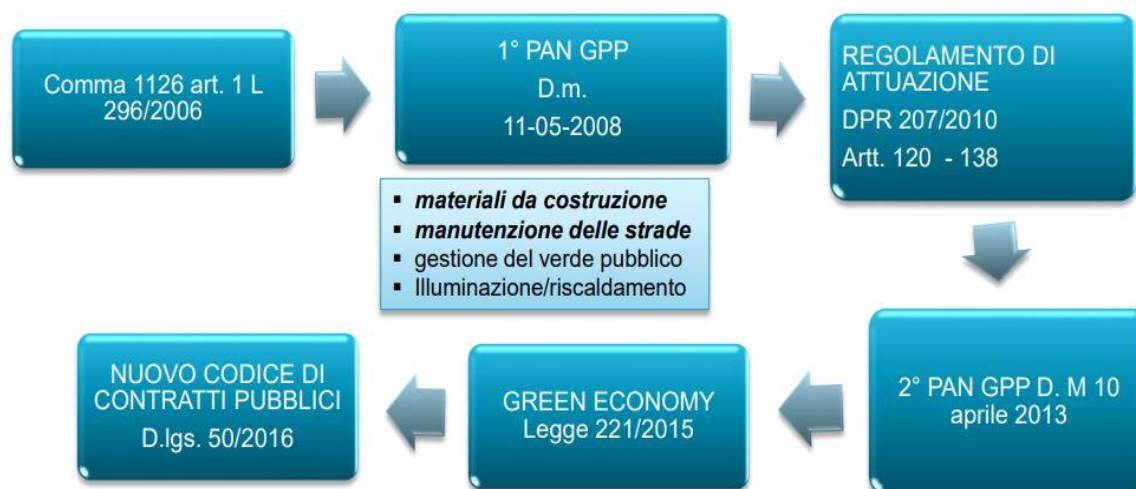 Comma 1126 art. 1 L
296/2006
1° PAN GPP
D.m.
11-05-2008
REGOLAMENTO DI
ATTUAZIONE
DPR 207/2010
Artt. 120 - 138
▪ materiali da costruzione
▪ manutenzione delle strade
▪ gestione del verde pubblico
▪ Illuminazione/riscaldamento
2° PAN GPP D. M 10
aprile 2013
GREEN ECONOMY
Legge 221/2015
NUOVO CODICE DI
CONTRATTI PUBBLICI
D.lgs. 50/2016